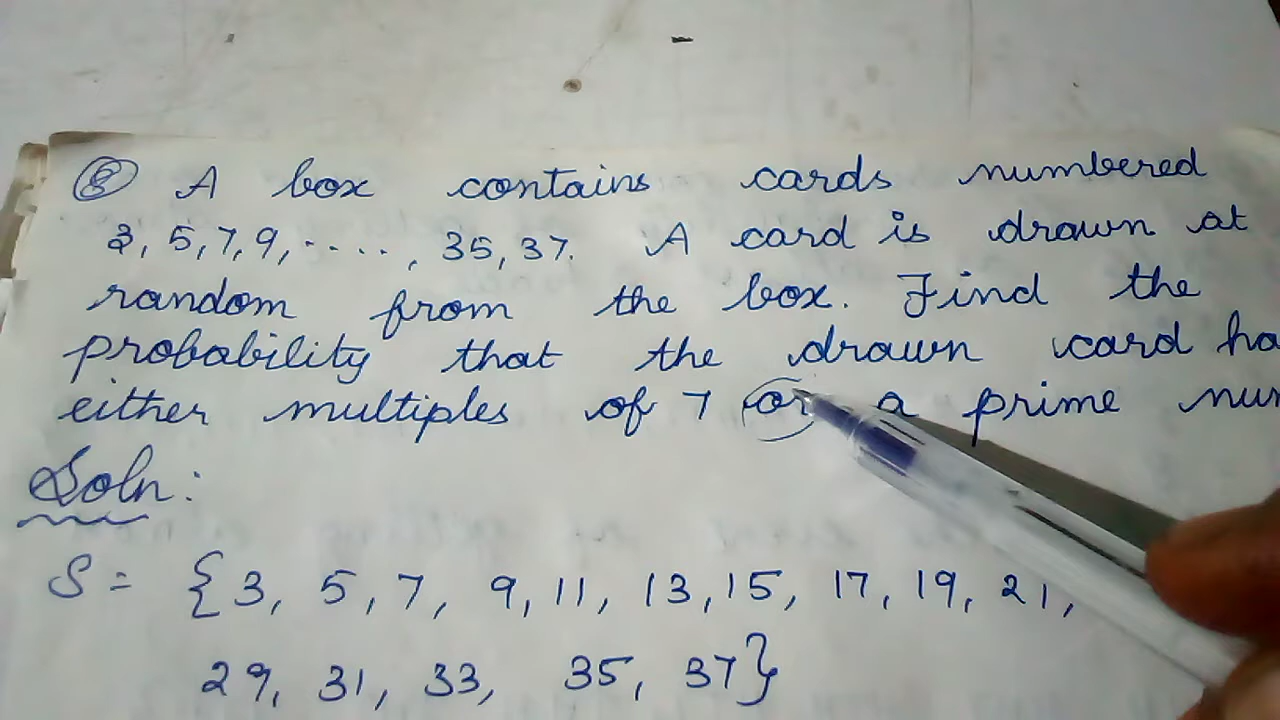 ⑧ A box contains cards numbered
3, 5, 7, 9, ...., 35, 37. A card is drawn at
random from the box. Find the
probability that the drawn card ha
either multiples of 7 or a prime num
Soln:
S = {3, 5, 7, 9, 11, 13, 15, 17, 19, 21,
29, 31, 33, 35, 37}